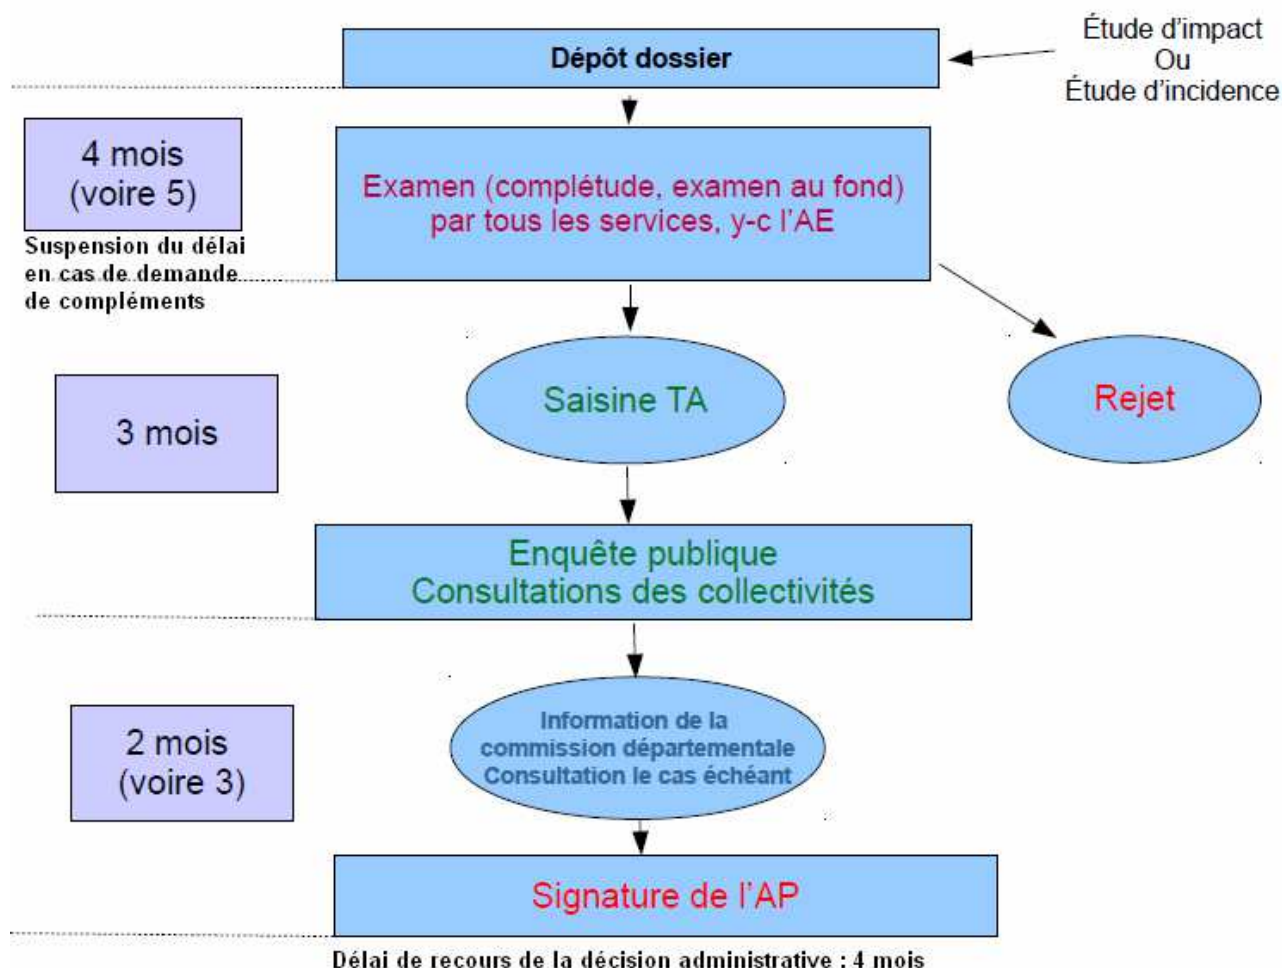 Dépôt dossier
Étude d'impact
Ou
Étude d'incidence
4 mois
(voire 5)
Suspension du délai
en cas de demande
de compléments
Examen (complétude, examen au fond)
par tous les services, y-c l'AE
3 mois
Saisine TA
Rejet
Enquête publique
Consultations des collectivités
2 mois
(voire 3)
Information de la
commission départementale
Consultation le cas échéant
Signature de l'AP
Délai de recours de la décision administrative : 4 mois